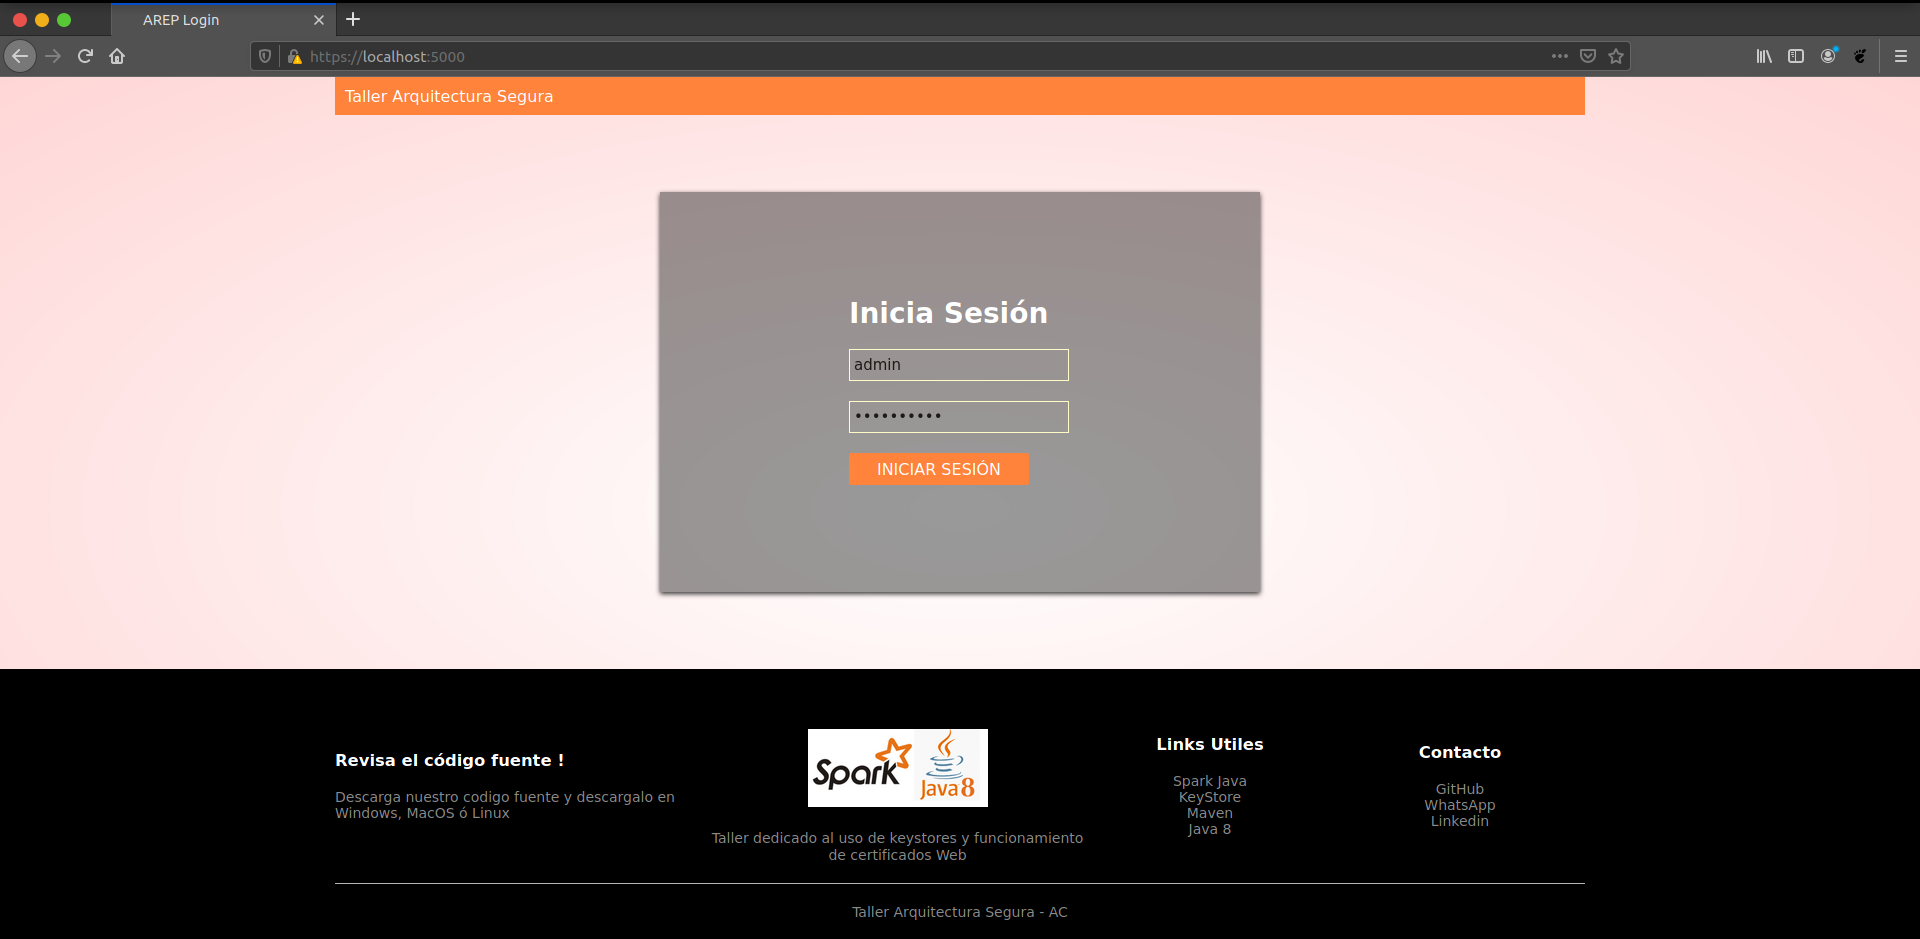 AREP Login
https://localhost:5000
Taller Arquitectura Segura
Inicia Sesión
admin
••••••••••
INICIAR SESIÓN
Revisa el código fuente !
Descarga nuestro codigo fuente y descargalo en
Windows, MacOS ó Linux
Spark
Java 8
Taller dedicado al uso de keystores y funcionamiento
de certificados Web
Links Utiles
Spark Java
KeyStore
Maven
Java 8
Contacto
GitHub
WhatsApp
Linkedin
Taller Arquitectura Segura - AC